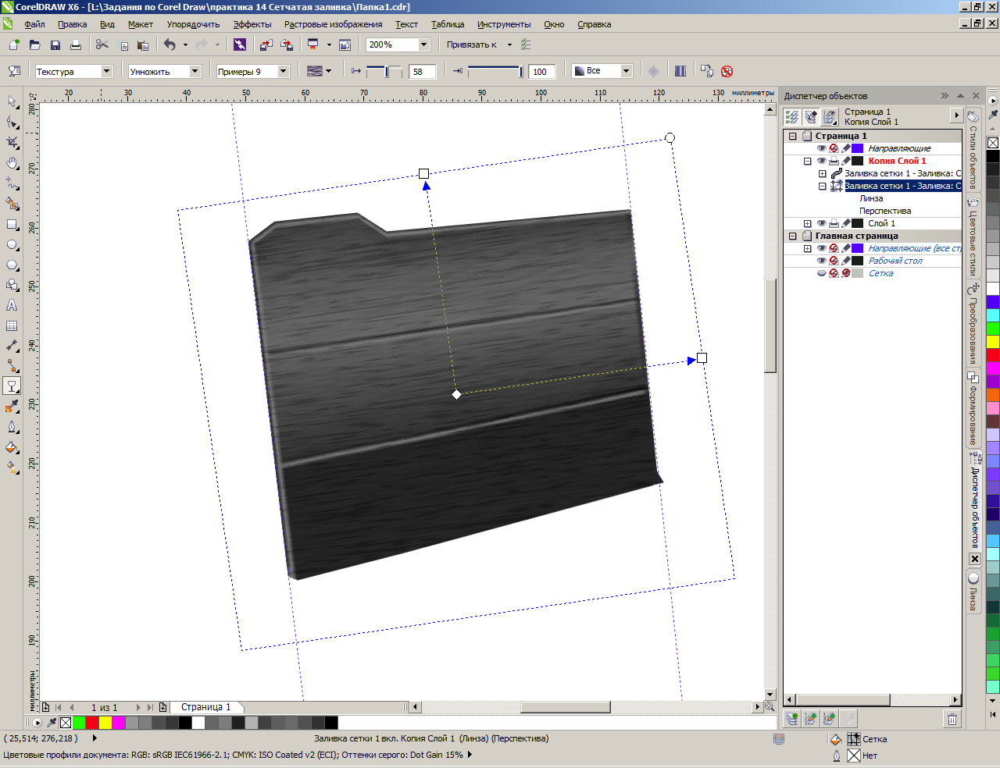 CorelDRAW X6 - [L:\Задания по Corel Draw\практика 14 Сетчатая заливка\Папка1.cdr]
Файл Правка Вид Макет Упорядочить Эффекты Растровые изображения Текст Таблица Инструменты Окно Справка
200% Привязать к
Текстура Умножить Примеры 9 58 100 Все
20 30 40 50 60 70 80 90 100 110 120 130 миллиметры
280
270
260
250
240
230
220
210
200
190
миллиметры
Диспетчер объектов
Страница 1
Копия Слой 1
Страница 1
Направляющие
Копия Слой 1
Заливка сетки 1 - Заливка: С
Заливка сетки 1 - Заливка: С
Линза
Перспектива
Слой 1
Главная страница
Направляющие (все ст
Рабочий стол
Сетка
Стили объектов
Цветовые стили
Преобразования
Формирование
Диспетчер объектов
Линза
1 из 1 Страница 1
( 25,514; 276,218 ) Заливка сетки 1 вкл. Копия Слой 1 (Линза) (Перспектива) Сетка
Цветовые профили документа: RGB: sRGB IEC61966-2.1; CMYK: ISO Coated v2 (ECI); Оттенки серого: Dot Gain 15% Нет